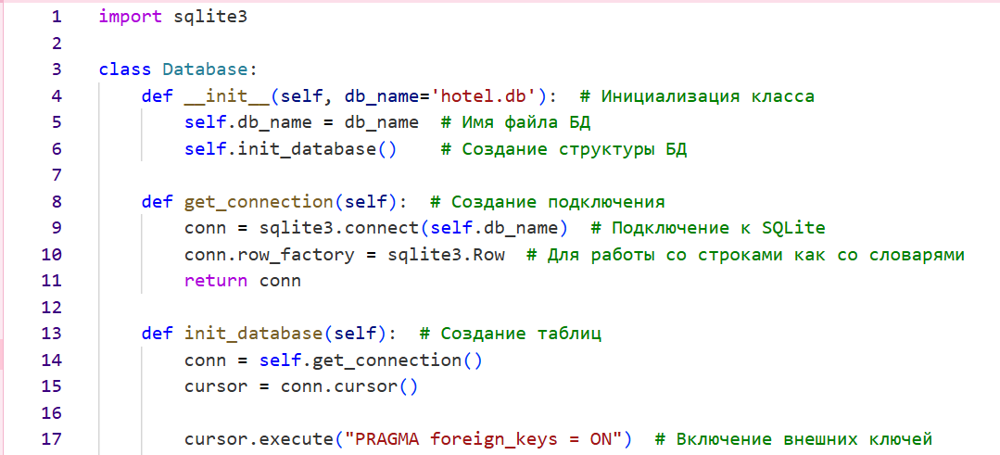 1 import sqlite3
2
3 class Database:
4 def __init__(self, db_name='hotel.db'):  # Инициализация класса
5 self.db_name = db_name  # Имя файла БД
6 self.init_database()    # Создание структуры БД
7
8 def get_connection(self):  # Создание подключения
9 conn = sqlite3.connect(self.db_name)  # Подключение к SQLite
10 conn.row_factory = sqlite3.Row  # Для работы со строками как со словарями
11 return conn
12
13 def init_database(self):  # Создание таблиц
14 conn = self.get_connection()
15 cursor = conn.cursor()
16
17 cursor.execute("PRAGMA foreign_keys = ON")  # Включение внешних ключей